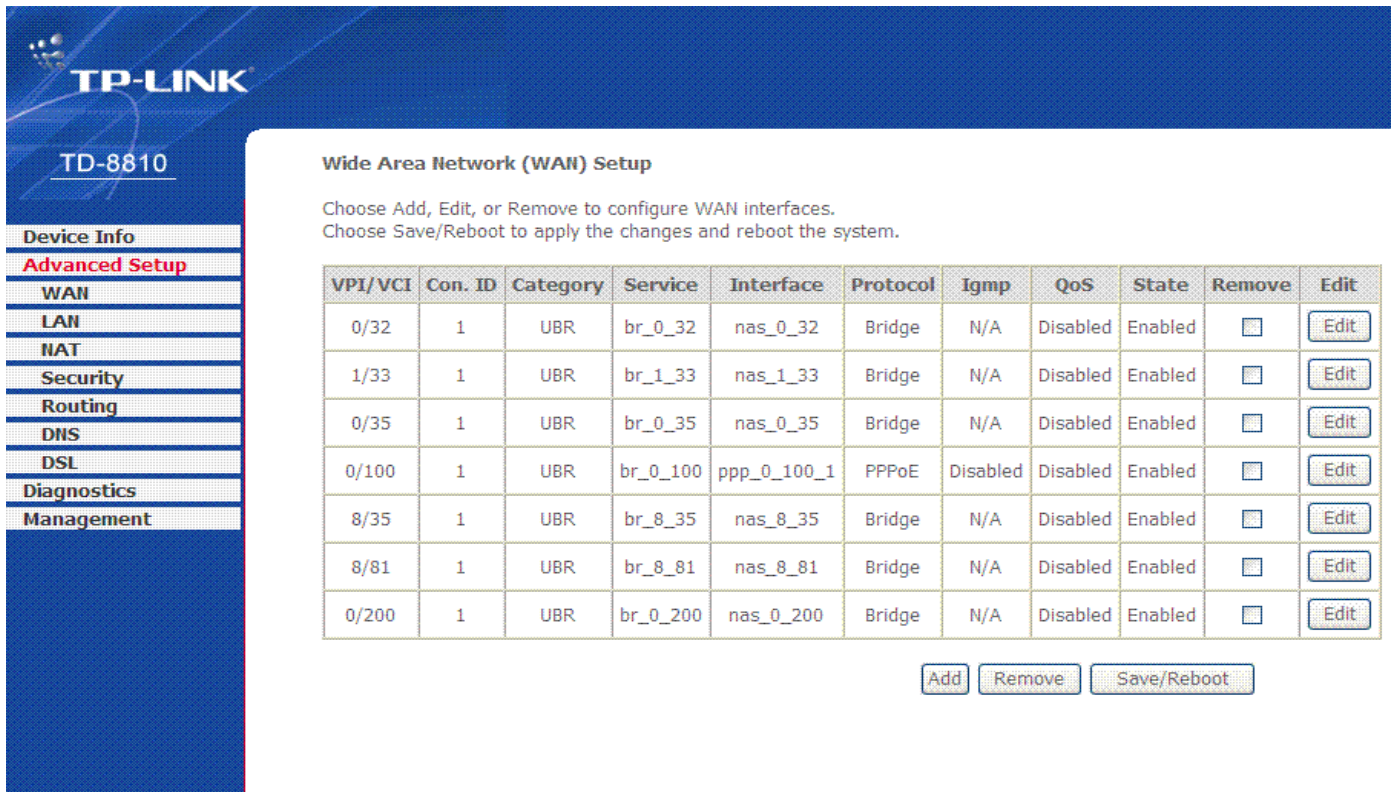 TP-LINK
TD-8810
Device Info
Advanced Setup
WAN
LAN
NAT
Security
Routing
DNS
DSL
Diagnostics
Management
Wide Area Network (WAN) Setup
Choose Add, Edit, or Remove to configure WAN interfaces.
Choose Save/Reboot to apply the changes and reboot the system.
VPI/VCI Con. ID Category Service Interface Protocol Igmp QoS State Remove Edit
0/32 1 UBR br_0_32 nas_0_32 Bridge N/A Disabled Enabled Edit
1/33 1 UBR br_1_33 nas_1_33 Bridge N/A Disabled Enabled Edit
0/35 1 UBR br_0_35 nas_0_35 Bridge N/A Disabled Enabled Edit
0/100 1 UBR br_0_100 ppp_0_100_1 PPPoE Disabled Disabled Enabled Edit
8/35 1 UBR br_8_35 nas_8_35 Bridge N/A Disabled Enabled Edit
8/81 1 UBR br_8_81 nas_8_81 Bridge N/A Disabled Enabled Edit
0/200 1 UBR br_0_200 nas_0_200 Bridge N/A Disabled Enabled Edit
Add Remove Save/Reboot